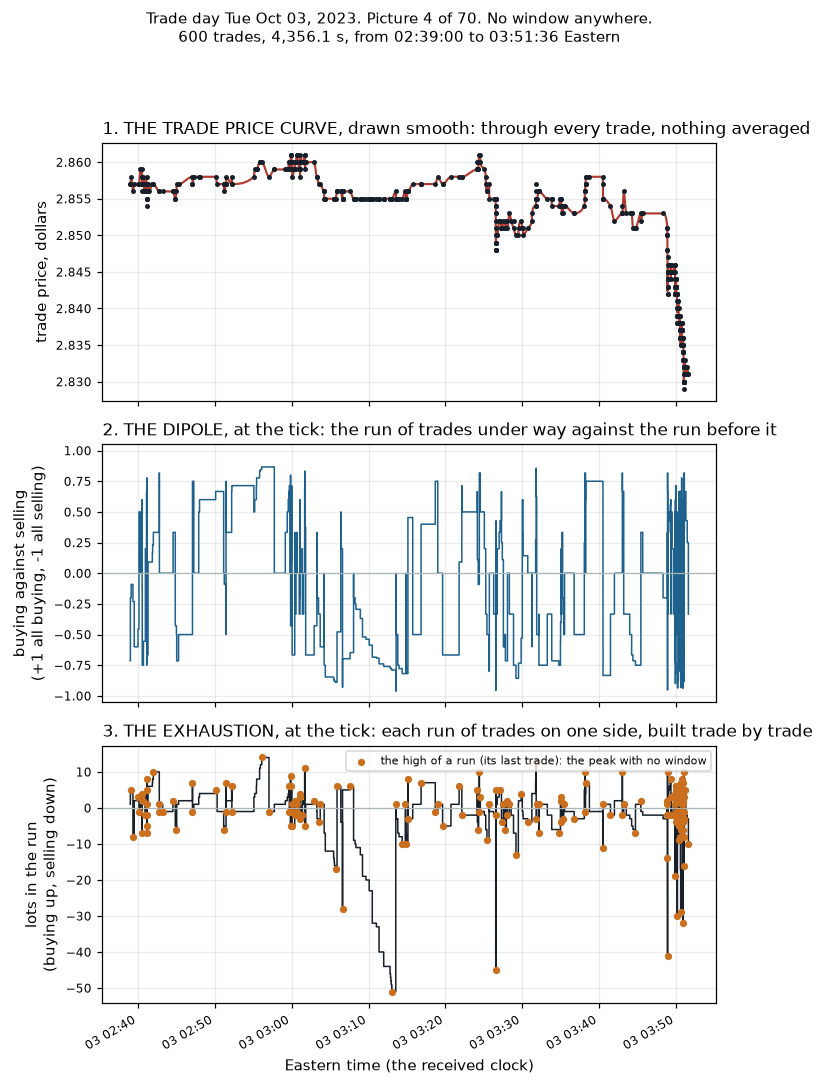 Trade day Tue Oct 03, 2023. Picture 4 of 70. No window anywhere.
600 trades, 4,356.1 s, from 02:39:00 to 03:51:36 Eastern
1. THE TRADE PRICE CURVE, drawn smooth: through every trade, nothing averaged
trade price, dollars
2.860
2.855
2.850
2.845
2.840
2.835
2.830
2. THE DIPOLE, at the tick: the run of trades under way against the run before it
buying against selling
(+1 all buying, -1 all selling)
1.00
0.75
0.50
0.25
0.00
−0.25
−0.50
−0.75
−1.00
3. THE EXHAUSTION, at the tick: each run of trades on one side, built trade by trade
the high of a run (its last trade): the peak with no window
lots in the run
(buying up, selling down)
10
0
−10
−20
−30
−40
−50
03 02:40
03 02:50
03 03:00
03 03:10
03 03:20
03 03:30
03 03:40
03 03:50
Eastern time (the received clock)